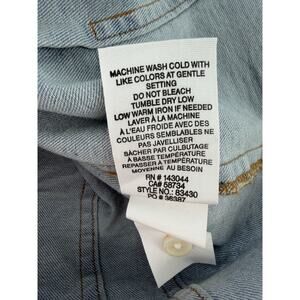 MACHINE WASH COLD WITH
LIKE COLORS AT GENTLE
SETTING
DO NOT BLEACH
TUMBLE DRY LOW
LOW WARM IRON IF NEEDED
LAVER À LA MACHINE
À L'EAU FROIDE AVEC DES
COULEURS SEMBLABLES NE
PAS JAVELLISER
SÉCHER PAR CULBUTAGE
À BASSE TEMPÉRATURE
REPASSER À TEMPÉRATURE
MOYENNE AU BESOIN
RN # 143044
CA# 58734
STYLE NO.: 83430
PO # 36387